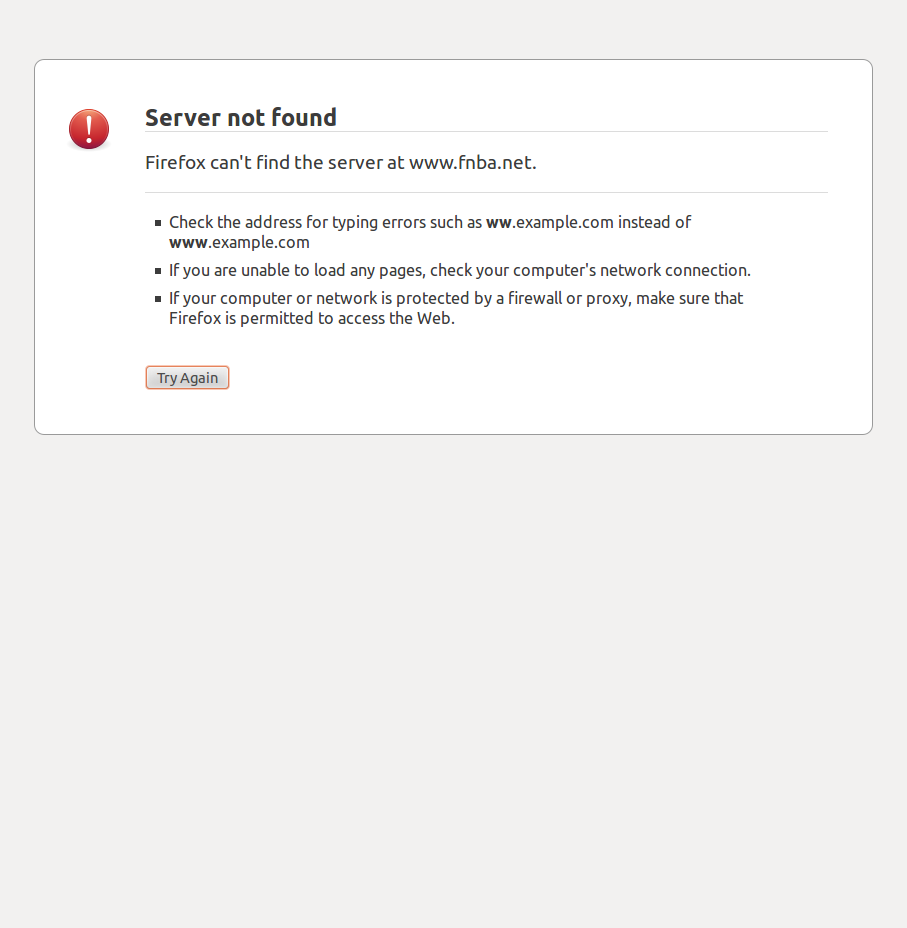 Server not found
Firefox can't find the server at www.fnba.net.
Check the address for typing errors such as ww.example.com instead of
www.example.com
If you are unable to load any pages, check your computer's network connection.
If your computer or network is protected by a firewall or proxy, make sure that
Firefox is permitted to access the Web.
Try Again